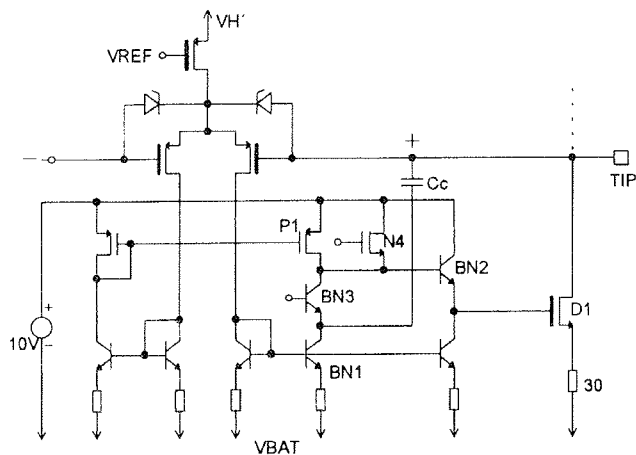 VH'
VREF
+
Cc
TIP
P1
N4
BN2
BN3
D1
+
10V
-
BN1
30
VBAT